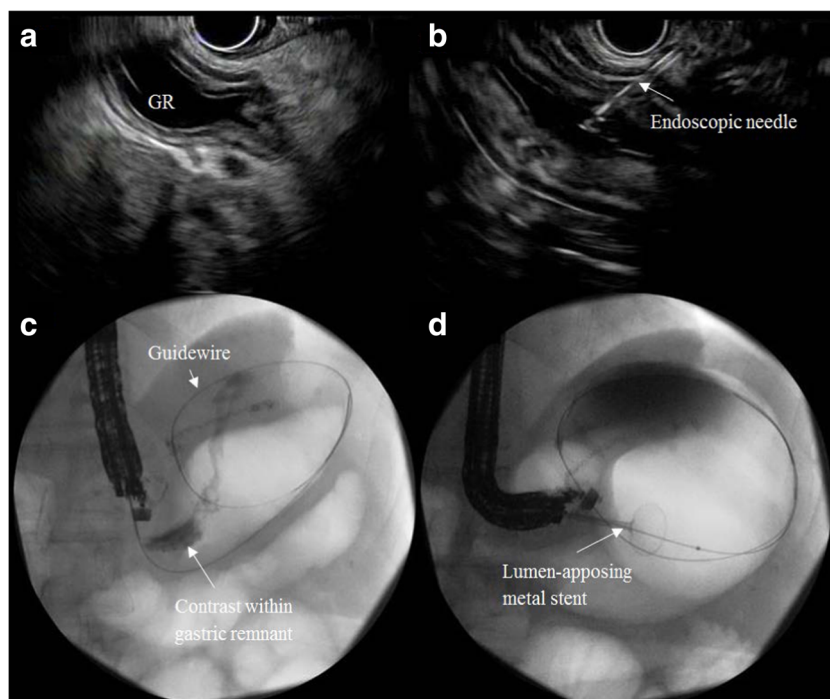 a
GR
b
Endoscopic needle
c
Guidewire
Contrast within
gastric remnant
d
Lumen-apposing
metal stent